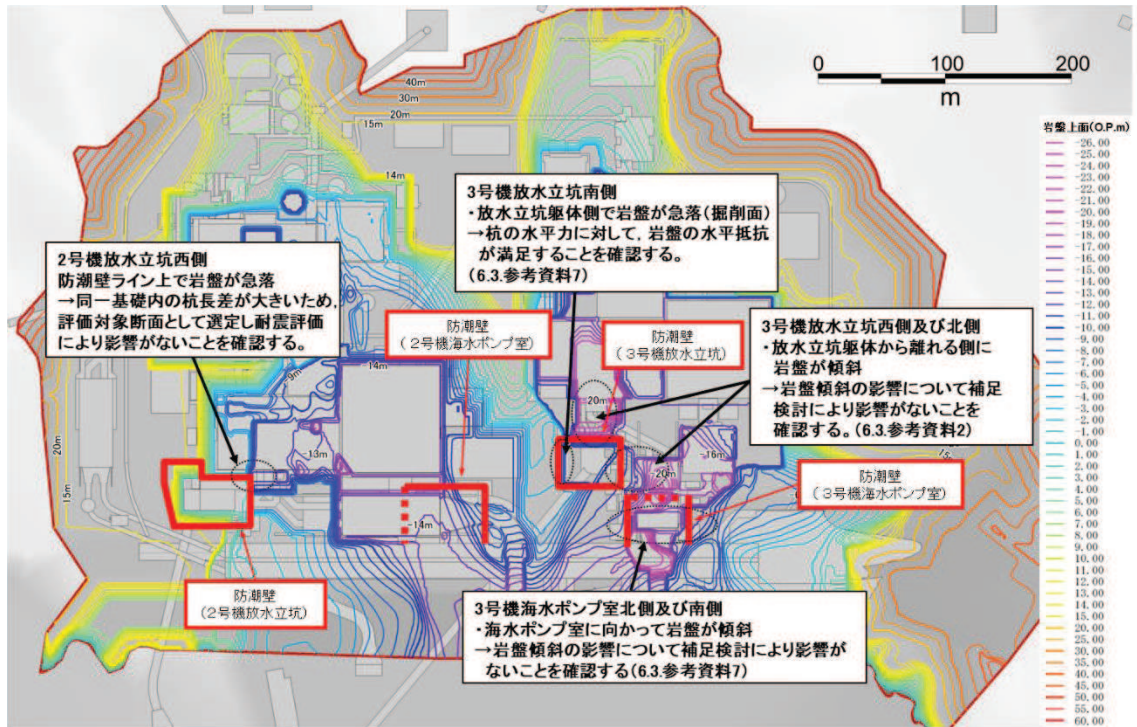 0
200
m
40m
30m
20m
15m
14m
岩盤上面(O.P.m)
-26.00
-25.00
-24.00
-23.00
-22.00
-21.00
-20.00
-19.00
-18.00
-17.00
-16.00
-15.00
-14.00
-13.00
-12.00
-11.00
-10.00
-9.00
-8.00
-7.00
-6.00
-5.00
-4.00
-3.00
-2.00
-1.00
0.00
1.00
2.00
3.00
4.00
5.00
6.00
7.00
8.00
9.00
10.00
11.00
12.00
13.00
14.00
15.00
20.00
25.00
30.00
35.00
40.00
45.00
50.00
55.00
60.00
3号機放水立坑南側
・放水立坑躯体側で岩盤が急落(掘削面)
→杭の水平力に対して,岩盤の水平抵抗
が満足することを確認する。
(6.3.参考資料7)
2号機放水立坑西側
防潮壁ライン上で岩盤が急落
→同一基礎内の杭長差が大きいため,
評価対象断面として選定し耐震評価
により影響がないことを確認する。
防潮壁
(2号機海水ポンプ室)
防潮壁
(3号機放水立坑)
3号機放水立坑西側及び北側
・放水立坑躯体から離れる側に
岩盤が傾斜
→岩盤傾斜の影響について補足
検討により影響がないことを
確認する。(6.3.参考資料2)
9m
-14m
-13m
-20m
-16m
-20m
15m
20m
15m
-14m
防潮壁
(3号機海水ポンプ室)
防潮壁
(2号機放水立坑)
3号機海水ポンプ室北側及び南側
・海水ポンプ室に向かって岩盤が傾斜
→岩盤傾斜の影響について補足検討により影響が
ないことを確認する(6.3.参考資料7)